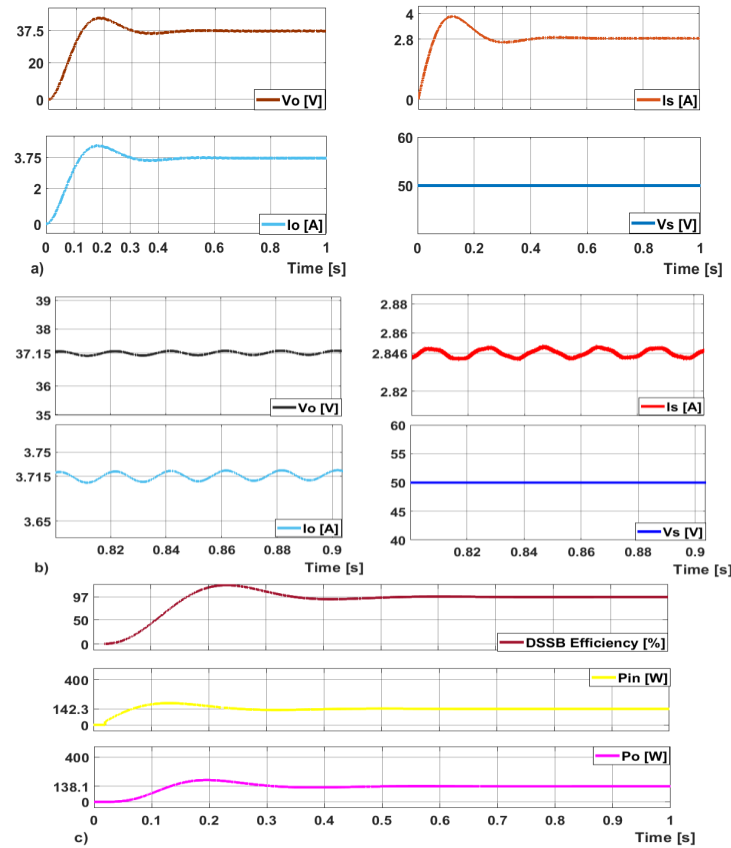 37.5
20
0
Vo [V]
4
2.8
0
Is [A]
3.75
2
0
Io [A]
0 0.1 0.2 0.3 0.4 0.6 0.8 1
Time [s]
a)
60
50
Vs [V]
0 0.2 0.4 0.6 0.8 1
Time [s]
39
38
37.15
36
35
Vo [V]
2.88
2.86
2.846
2.82
Is [A]
3.75
3.715
3.65
Io [A]
0.82 0.84 0.86 0.88 0.9
Time [s]
b)
60
55
50
45
40
Vs [V]
0.82 0.84 0.86 0.88 0.9
Time [s]
97
50
0
DSSB Efficiency [%]
400
142.3
0
Pin [W]
400
138.1
0
Po [W]
0 0.1 0.2 0.3 0.4 0.5 0.6 0.7 0.8 0.9 1
Time [s]
c)